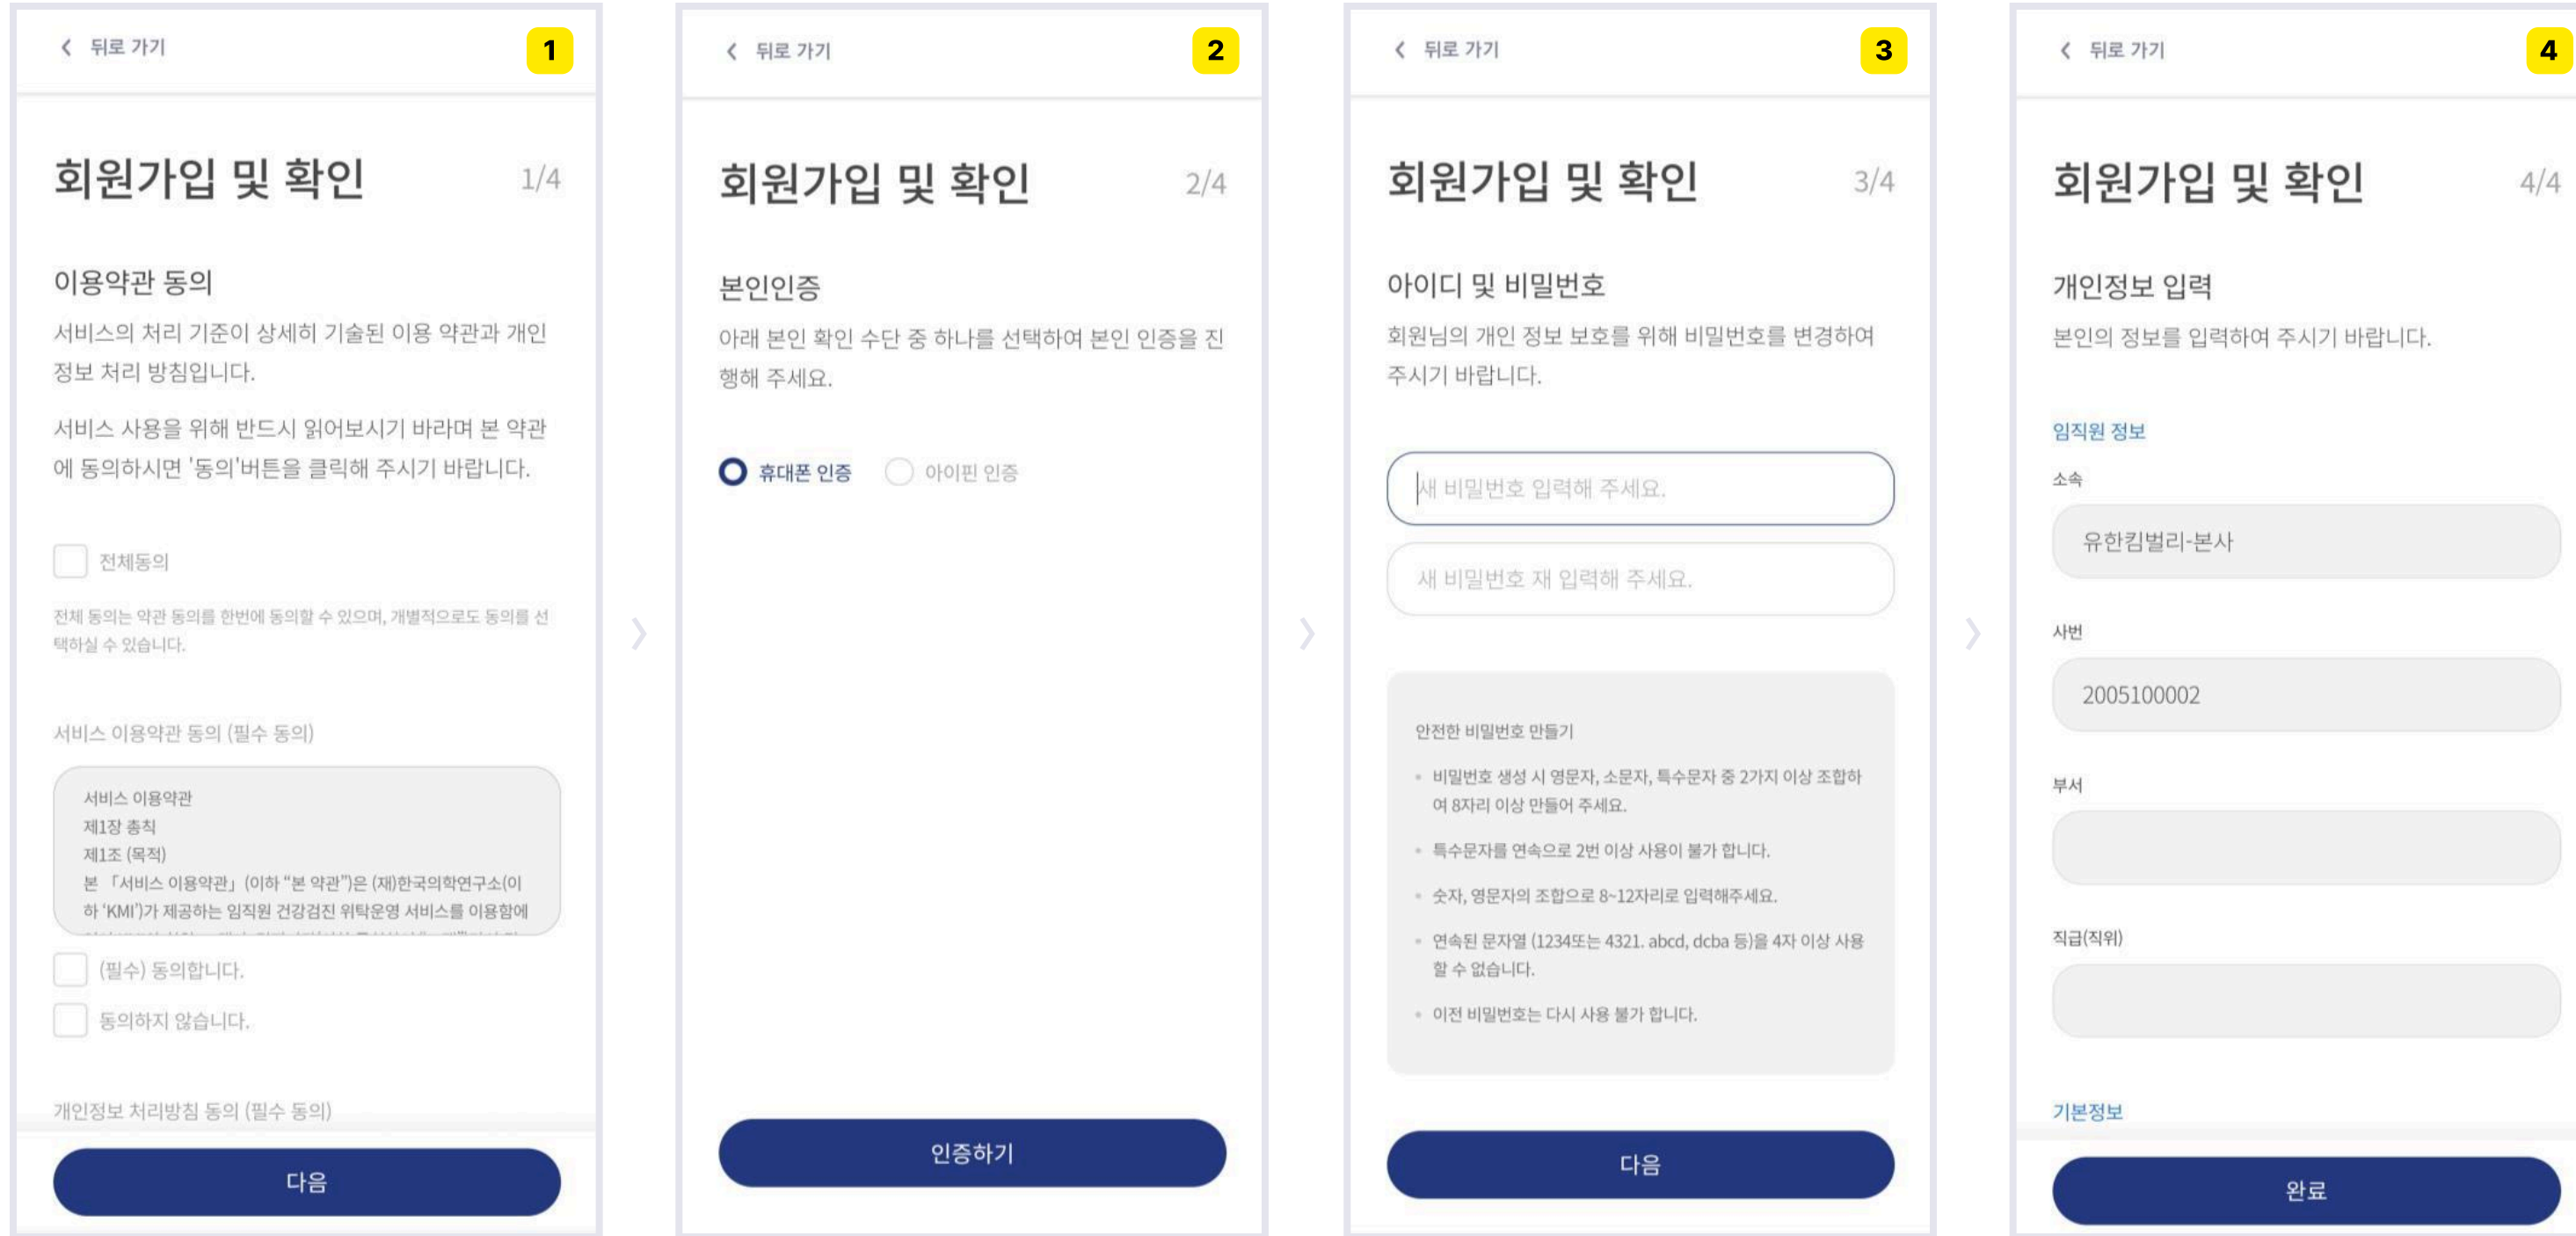 뒤로 가기
1
회원가입 및 확인
1/4
이용약관 동의
서비스의 처리 기준이 상세히 기술된 이용 약관과 개인
정보 처리 방침입니다.
서비스 사용을 위해 반드시 읽어보시기 바라며 본 약관
에 동의하시면 '동의'버튼을 클릭해 주시기 바랍니다.
전체동의
전체 동의는 약관 동의를 한번에 동의할 수 있으며, 개별적으로도 동의를 선
택하실 수 있습니다.
서비스 이용약관 동의 (필수 동의)
서비스 이용약관
제1장 총칙
제1조 (목적)
본 「서비스 이용약관」(이하 “본 약관”)은 (재)한국의학연구소(이
하 ‘KMI’)가 제공하는 임직원 건강검진 위탁운영 서비스를 이용함에
(필수) 동의합니다.
동의하지 않습니다.
개인정보 처리방침 동의 (필수 동의)
다음
뒤로 가기
2
회원가입 및 확인
2/4
본인인증
아래 본인 확인 수단 중 하나를 선택하여 본인 인증을 진
행해 주세요.
휴대폰 인증
아이핀 인증
인증하기
뒤로 가기
3
회원가입 및 확인
3/4
아이디 및 비밀번호
회원님의 개인 정보 보호를 위해 비밀번호를 변경하여
주시기 바랍니다.
새 비밀번호 입력해 주세요.
새 비밀번호 재 입력해 주세요.
안전한 비밀번호 만들기
비밀번호 생성 시 영문자, 소문자, 특수문자 중 2가지 이상 조합하
여 8자리 이상 만들어 주세요.
특수문자를 연속으로 2번 이상 사용이 불가 합니다.
숫자, 영문자의 조합으로 8~12자리로 입력해주세요.
연속된 문자열 (1234또는 4321. abcd, dcba 등)을 4자 이상 사용
할 수 없습니다.
이전 비밀번호는 다시 사용 불가 합니다.
다음
뒤로 가기
4
회원가입 및 확인
4/4
개인정보 입력
본인의 정보를 입력하여 주시기 바랍니다.
임직원 정보
소속
유한킴벌리-본사
사번
2005100002
부서
직급(직위)
기본정보
완료